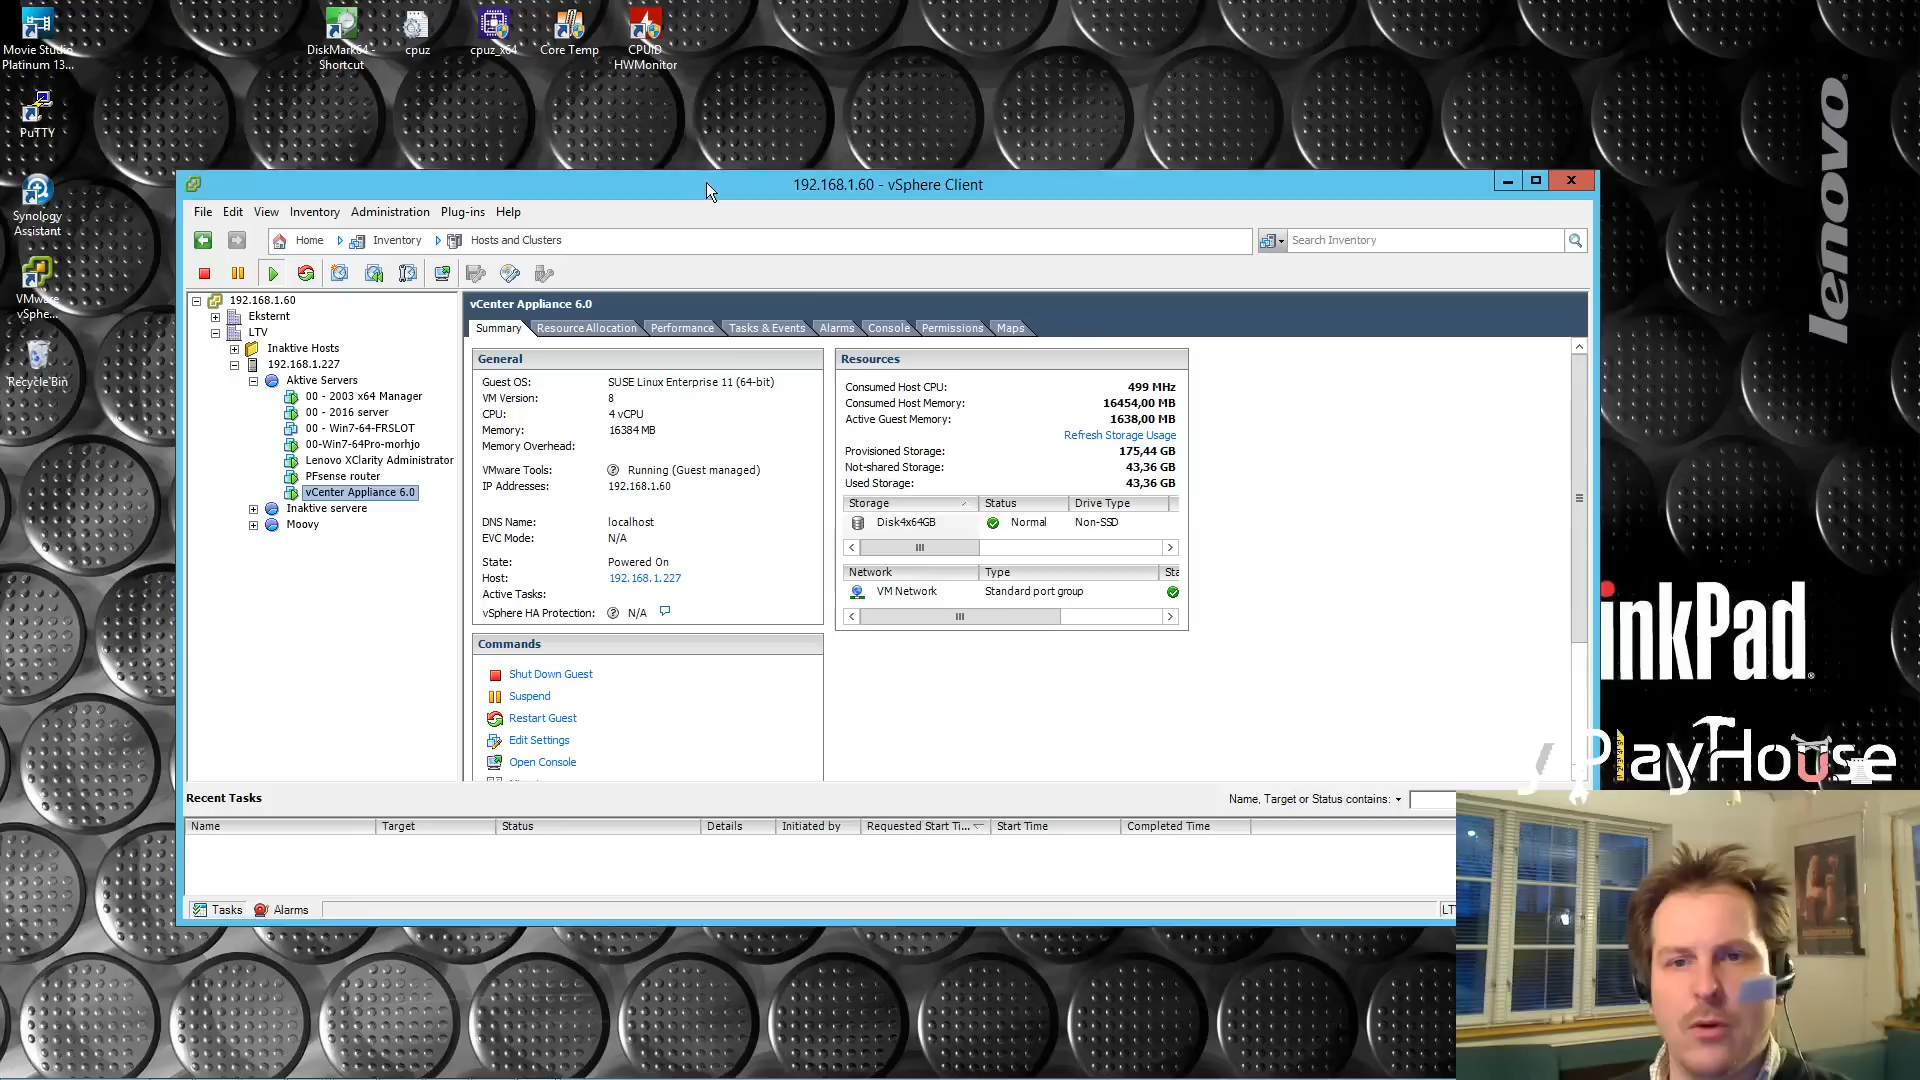 Movie Studio
Platinum 13...
DiskMark64 -
Shortcut
cpuz
cpuz_x64
Core Temp
CPUID
HWMonitor
PuTTY
Synology
Assistant
VMware
vSphe...
Recycle Bin
lenovo
192.168.1.60 - vSphere Client
File Edit View Inventory Administration Plug-ins Help
Home Inventory Hosts and Clusters
Search Inventory
192.168.1.60
Eksternt
LTV
Inaktive Hosts
192.168.1.227
Aktive Servers
00 - 2003 x64 Manager
00 - 2016 server
00 - Win7-64-FRSLOT
00-Win7-64Pro-morhjo
Lenovo XClarity Administrator
PFsense router
vCenter Appliance 6.0
Inaktive servere
Moovy
vCenter Appliance 6.0
Summary Resource Allocation Performance Tasks & Events Alarms Console Permissions Maps
General
Guest OS: SUSE Linux Enterprise 11 (64-bit)
VM Version: 8
CPU: 4 vCPU
Memory: 16384 MB
Memory Overhead:
VMware Tools: Running (Guest managed)
IP Addresses: 192.168.1.60
DNS Name: localhost
EVC Mode: N/A
State: Powered On
Host: 192.168.1.227
Active Tasks:
vSphere HA Protection: N/A
Commands
Shut Down Guest
Suspend
Restart Guest
Edit Settings
Open Console
Resources
Consumed Host CPU: 499 MHz
Consumed Host Memory: 16454,00 MB
Active Guest Memory: 1638,00 MB
Refresh Storage Usage
Provisioned Storage: 175,44 GB
Not-shared Storage: 43,36 GB
Used Storage: 43,36 GB
Storage Status Drive Type
Disk4x64GB Normal Non-SSD
Network Type Sta
VM Network Standard port group
Recent Tasks
Name, Target or Status contains:
Name Target Status Details Initiated by Requested Start Ti... Start Time Completed Time
Tasks Alarms
LT
inkPad
y PlayHouse